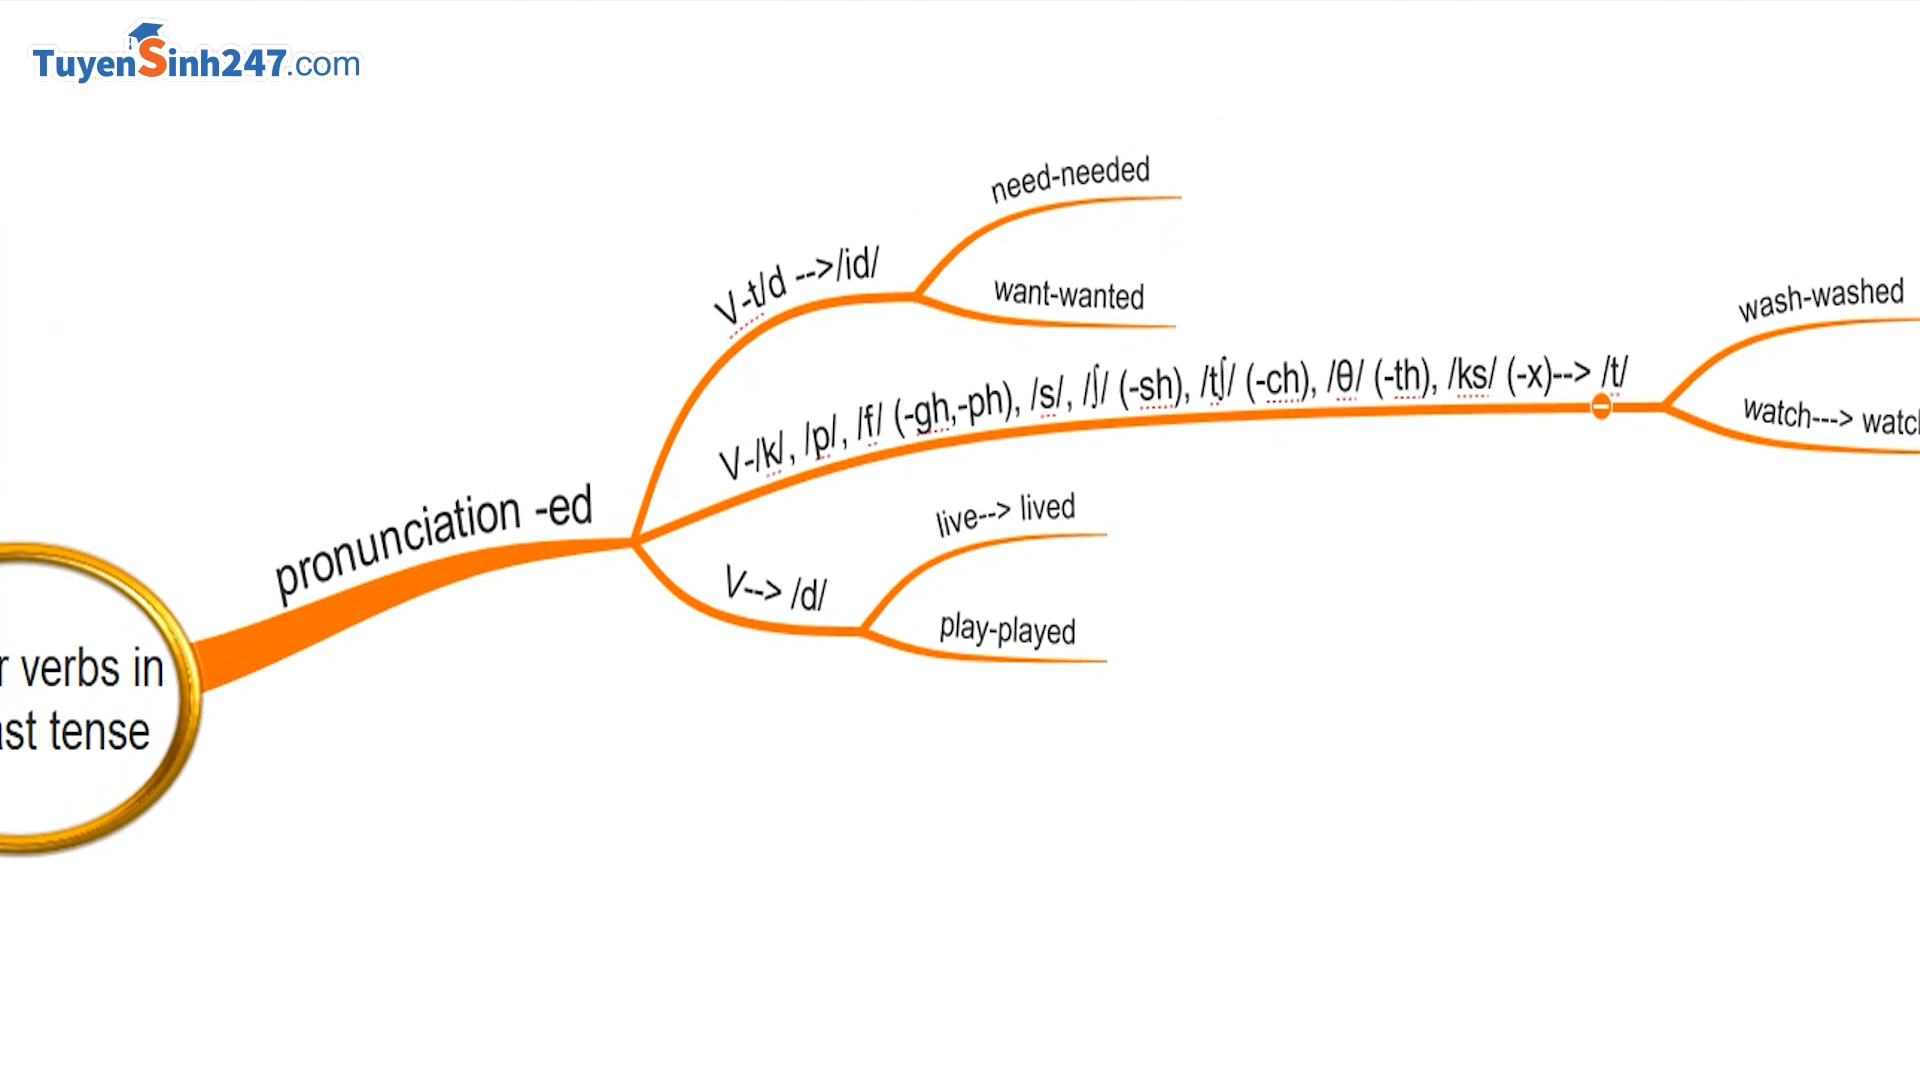 TuyenSinh247.com
need-needed
V-t/d -->/id/
want-wanted
wash-washed
V-/k/, /p/, /f/ (-gh,-ph), /s/, /ʃ/ (-sh), /tʃ/ (-ch), /θ/ (-th), /ks/ (-x)--> /t/
watch--->
pronunciation -ed
live--> lived
V--> /d/
play-played
verbs in
tense